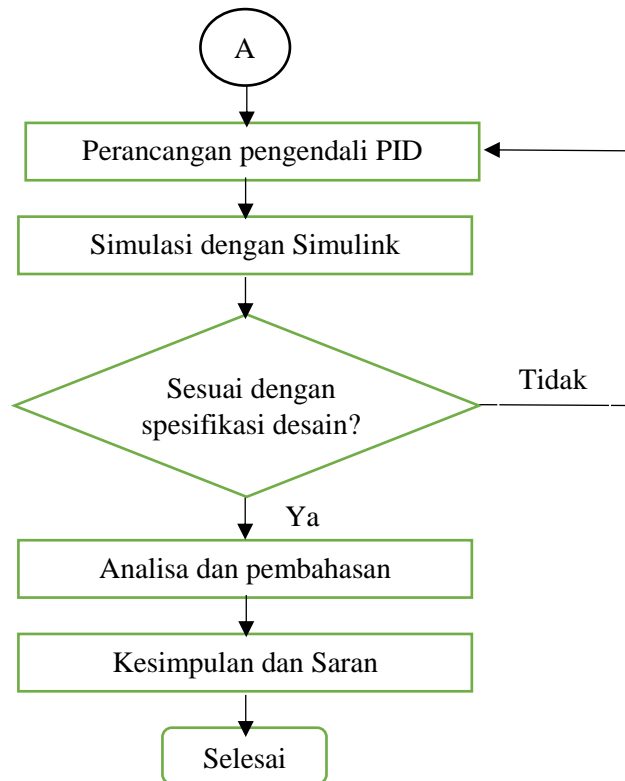 A
Perancangan pengendali PID
Simulasi dengan Simulink
Sesuai dengan
spesifikasi desain?
Tidak
Ya
Analisa dan pembahasan
Kesimpulan dan Saran
Selesai